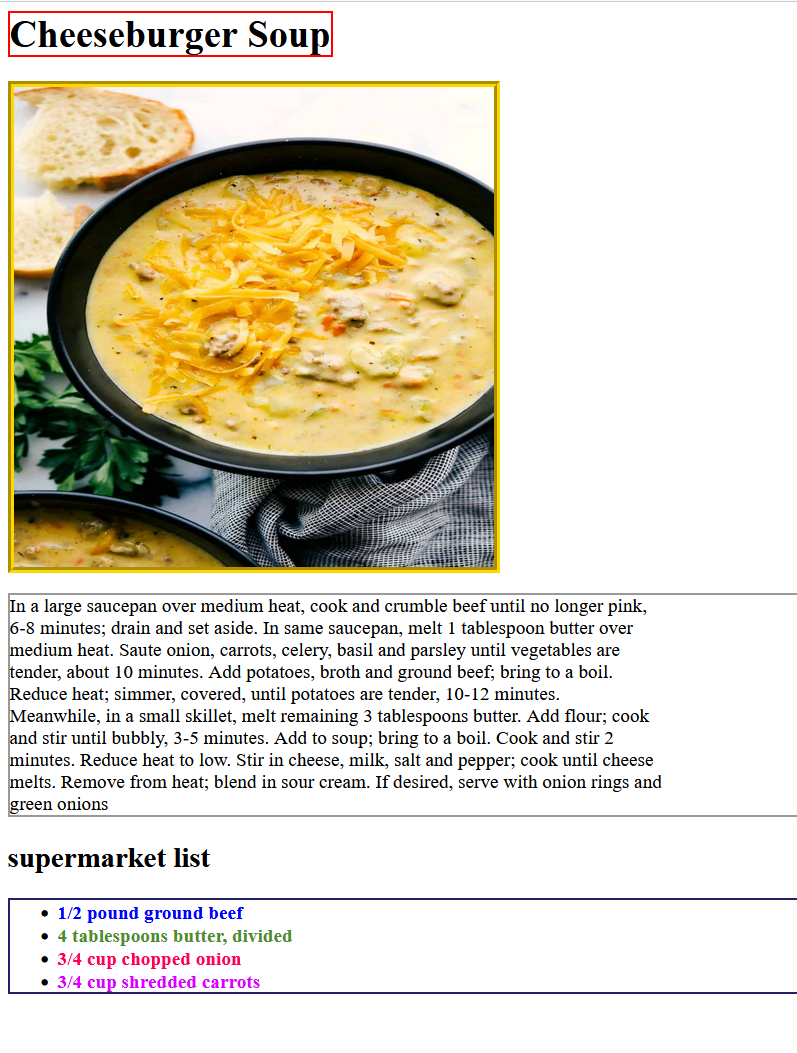 Cheeseburger Soup
In a large saucepan over medium heat, cook and crumble beef until no longer pink,
6-8 minutes; drain and set aside. In same saucepan, melt 1 tablespoon butter over
medium heat. Saute onion, carrots, celery, basil and parsley until vegetables are
tender, about 10 minutes. Add potatoes, broth and ground beef; bring to a boil.
Reduce heat; simmer, covered, until potatoes are tender, 10-12 minutes.
Meanwhile, in a small skillet, melt remaining 3 tablespoons butter. Add flour; cook
and stir until bubbly, 3-5 minutes. Add to soup; bring to a boil. Cook and stir 2
minutes. Reduce heat to low. Stir in cheese, milk, salt and pepper; cook until cheese
melts. Remove from heat; blend in sour cream. If desired, serve with onion rings and
green onions
supermarket list
• 1/2 pound ground beef
• 4 tablespoons butter, divided
• 3/4 cup chopped onion
• 3/4 cup shredded carrots